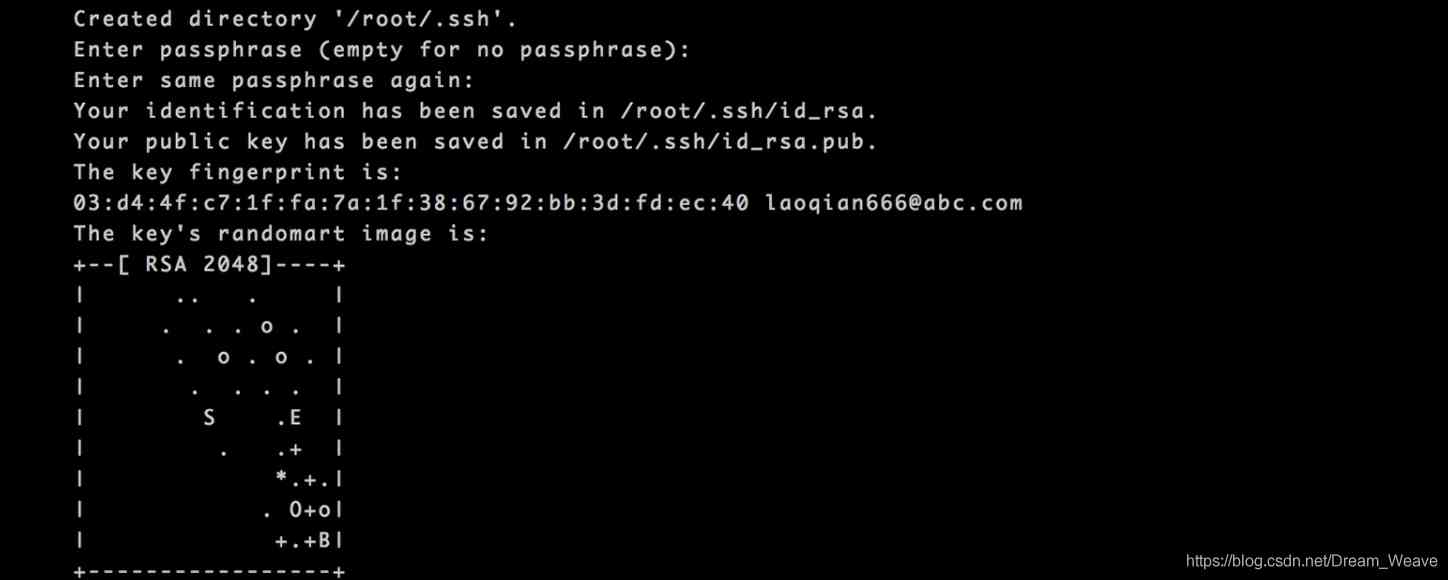 Created directory '/root/.ssh'.
Enter passphrase (empty for no passphrase):
Enter same passphrase again:
Your identification has been saved in /root/.ssh/id_rsa.
Your public key has been saved in /root/.ssh/id_rsa.pub.
The key fingerprint is:
03:d4:4f:c7:1f:fa:7a:1f:38:67:92:bb:3d:fd:ec:40 laoqian666@abc.com
The key's randomart image is:
+--[ RSA 2048]----+
|      ..   .     |
|     .  . . o .  |
|      .  o . o . |
|       .  . . .  |
|        S    .E  |
|         .   .+  |
|             *.+.|
|            . O+o|
|             +.+B|
+-----------------+
https://blog.csdn.net/Dream_Weave